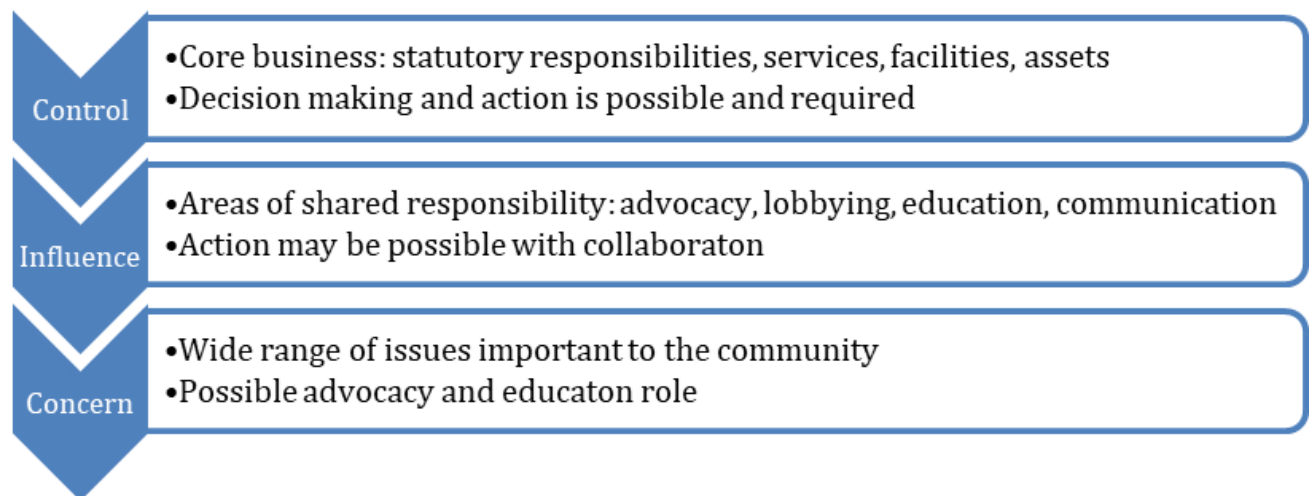 Control
•Core business: statutory responsibilities, services, facilities, assets
•Decision making and action is possible and required
Influence
•Areas of shared responsibility: advocacy, lobbying, education, communication
•Action may be possible with collaboraton
Concern
•Wide range of issues important to the community
•Possible advocacy and educaton role